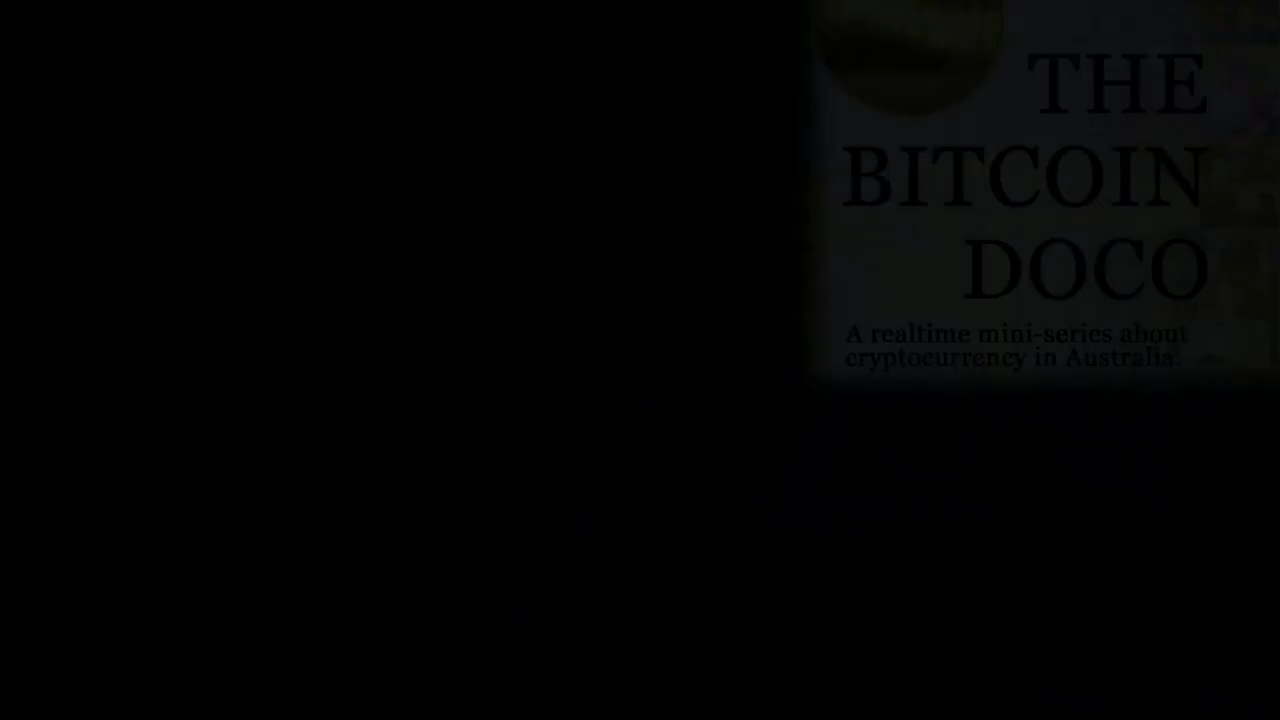 THE
BITCOIN
DOCO
A realtime mini-series about
cryptocurrency in Australia.